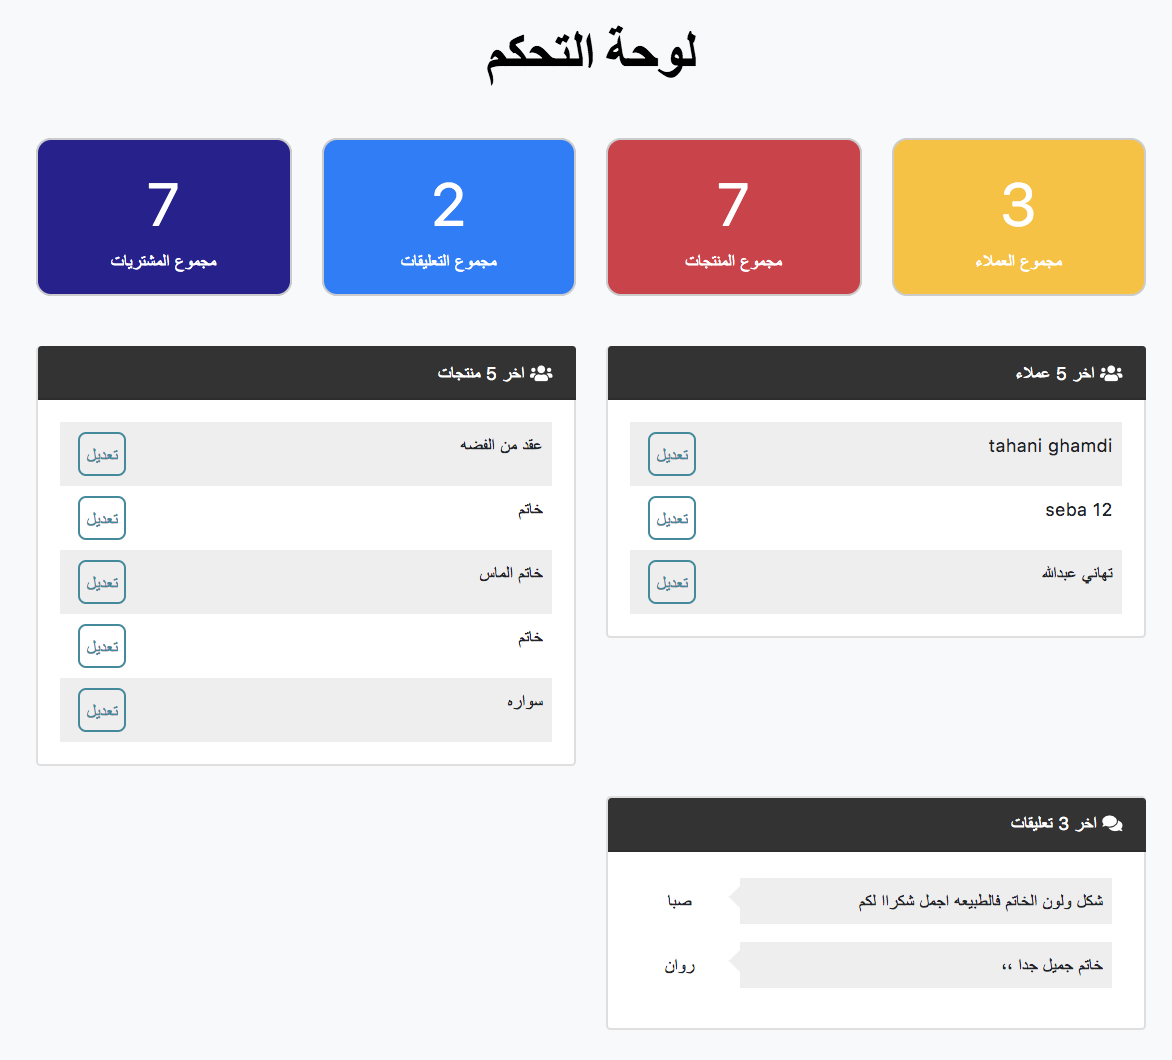 لوحة التحكم
3
مجموع العملاء
7
مجموع المنتجات
2
مجموع التعليقات
7
مجموع المشتريات
اخر 5 عملاء
tahani ghamdi
تعديل
seba 12
تعديل
تهاني عبدالله
تعديل
اخر 5 منتجات
عقد من الفضه
تعديل
خاتم
تعديل
خاتم الماس
تعديل
خاتم
تعديل
سواره
تعديل
اخر 3 تعليقات
شكل ولون الخاتم فالطبيعه اجمل شكراا لكم
صبا
خاتم جميل جدا ،،
روان